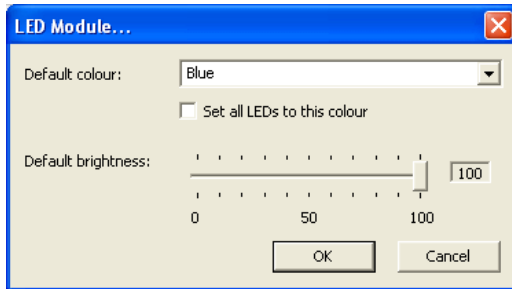 LED Module...
Default colour: Blue
Set all LEDs to this colour
Default brightness: 100
0 50 100
OK Cancel